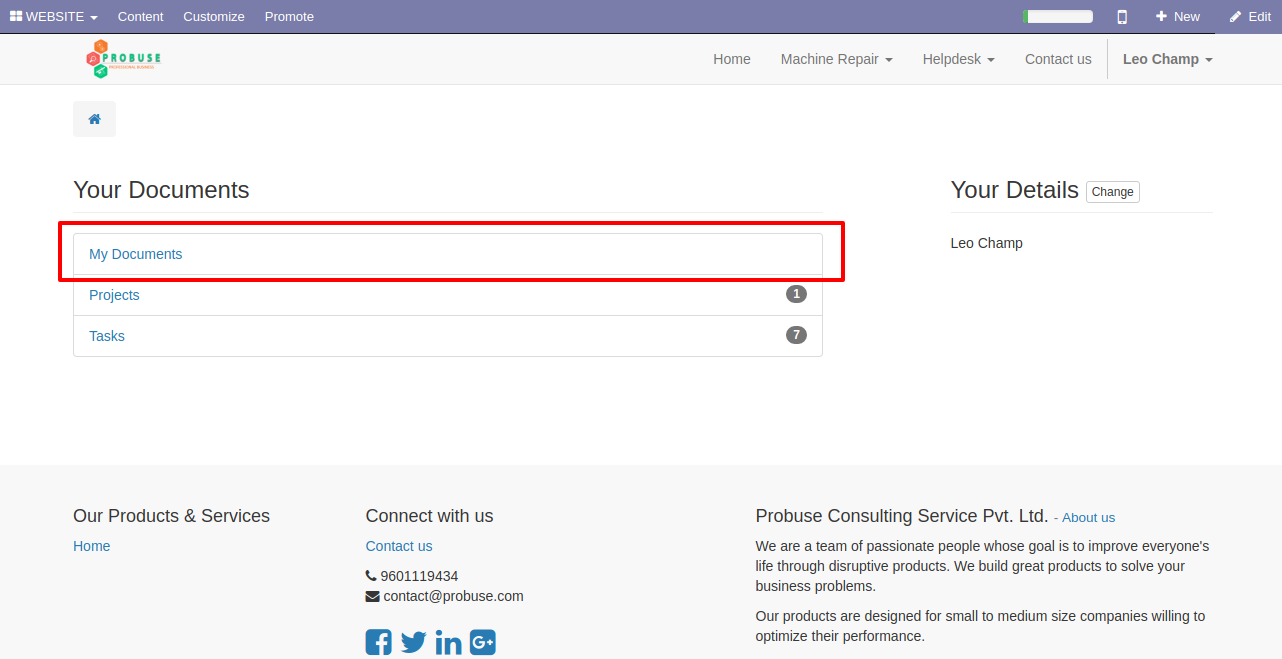 WEBSITE Content Customize Promote New Edit
PROBUSE
PROFESSIONAL BUSINESS
Home Machine Repair Helpdesk Contact us Leo Champ
Your Documents
My Documents
Projects 1
Tasks 7
Your Details Change
Leo Champ
Our Products & Services
Home
Connect with us
Contact us
9601119434
contact@probuse.com
Probuse Consulting Service Pvt. Ltd. - About us
We are a team of passionate people whose goal is to improve everyone's
life through disruptive products. We build great products to solve your
business problems.
Our products are designed for small to medium size companies willing to
optimize their performance.